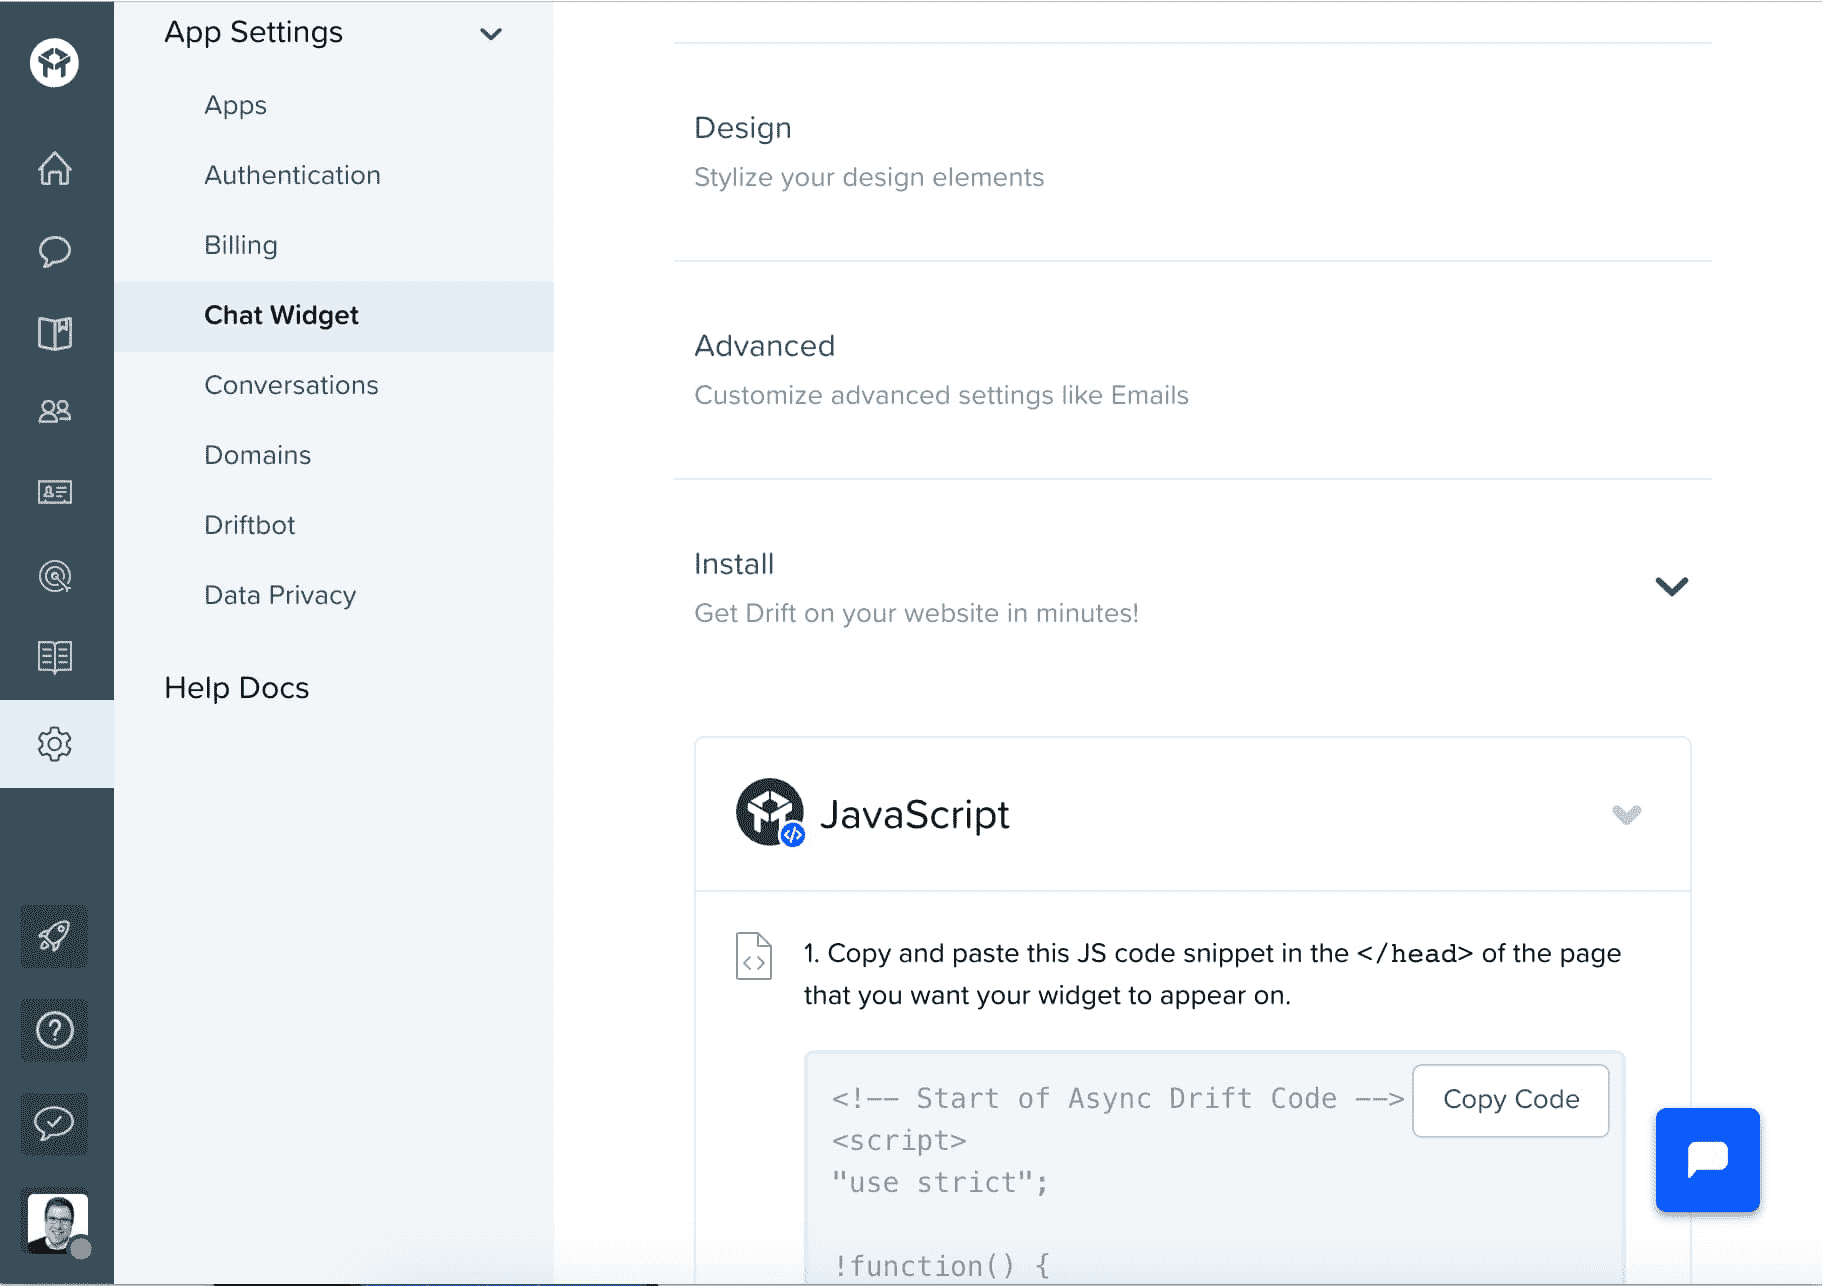 App Settings
Apps
Authentication
Billing
Chat Widget
Conversations
Domains
Driftbot
Data Privacy
Help Docs
Design
Stylize your design elements
Advanced
Customize advanced settings like Emails
Install
Get Drift on your website in minutes!
JavaScript
1. Copy and paste this JS code snippet in the </head> of the page
that you want your widget to appear on.
<!-- Start of Async Drift Code -->
Copy Code
<script>
"use strict";
!function() {